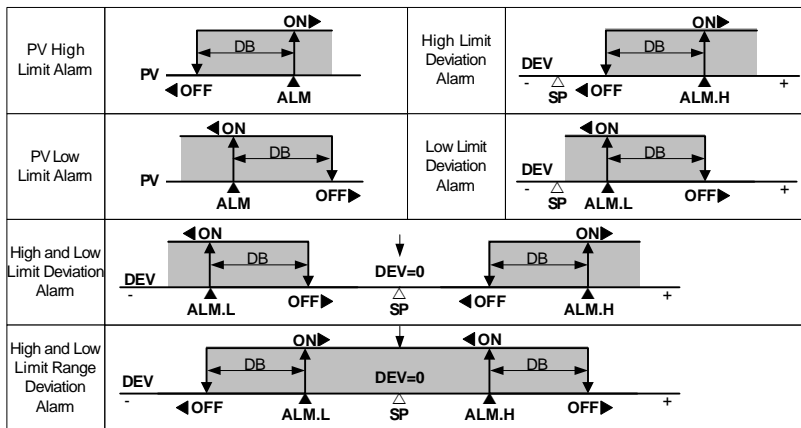 PV High
Limit Alarm
ON▶
DB
PV
◀OFF
ALM
High Limit
Deviation
Alarm
ON▶
DB
DEV
-
+
SP
◀OFF
ALM.H
PV Low
Limit Alarm
◀ON
DB
PV
ALM
OFF▶
Low Limit
Deviation
Alarm
◀ON
DB
DEV
-
+
SP
ALM.L
OFF▶
High and Low
Limit Deviation
Alarm
◀ON
ON▶
DB
DB
DEV
DEV=0
-
+
ALM.L
OFF▶
SP
◀OFF
ALM.H
High and Low
Limit Range
Deviation
Alarm
ON▶
◀ON
DB
DB
DEV
DEV=0
-
+
◀OFF
ALM.L
SP
ALM.H
OFF▶